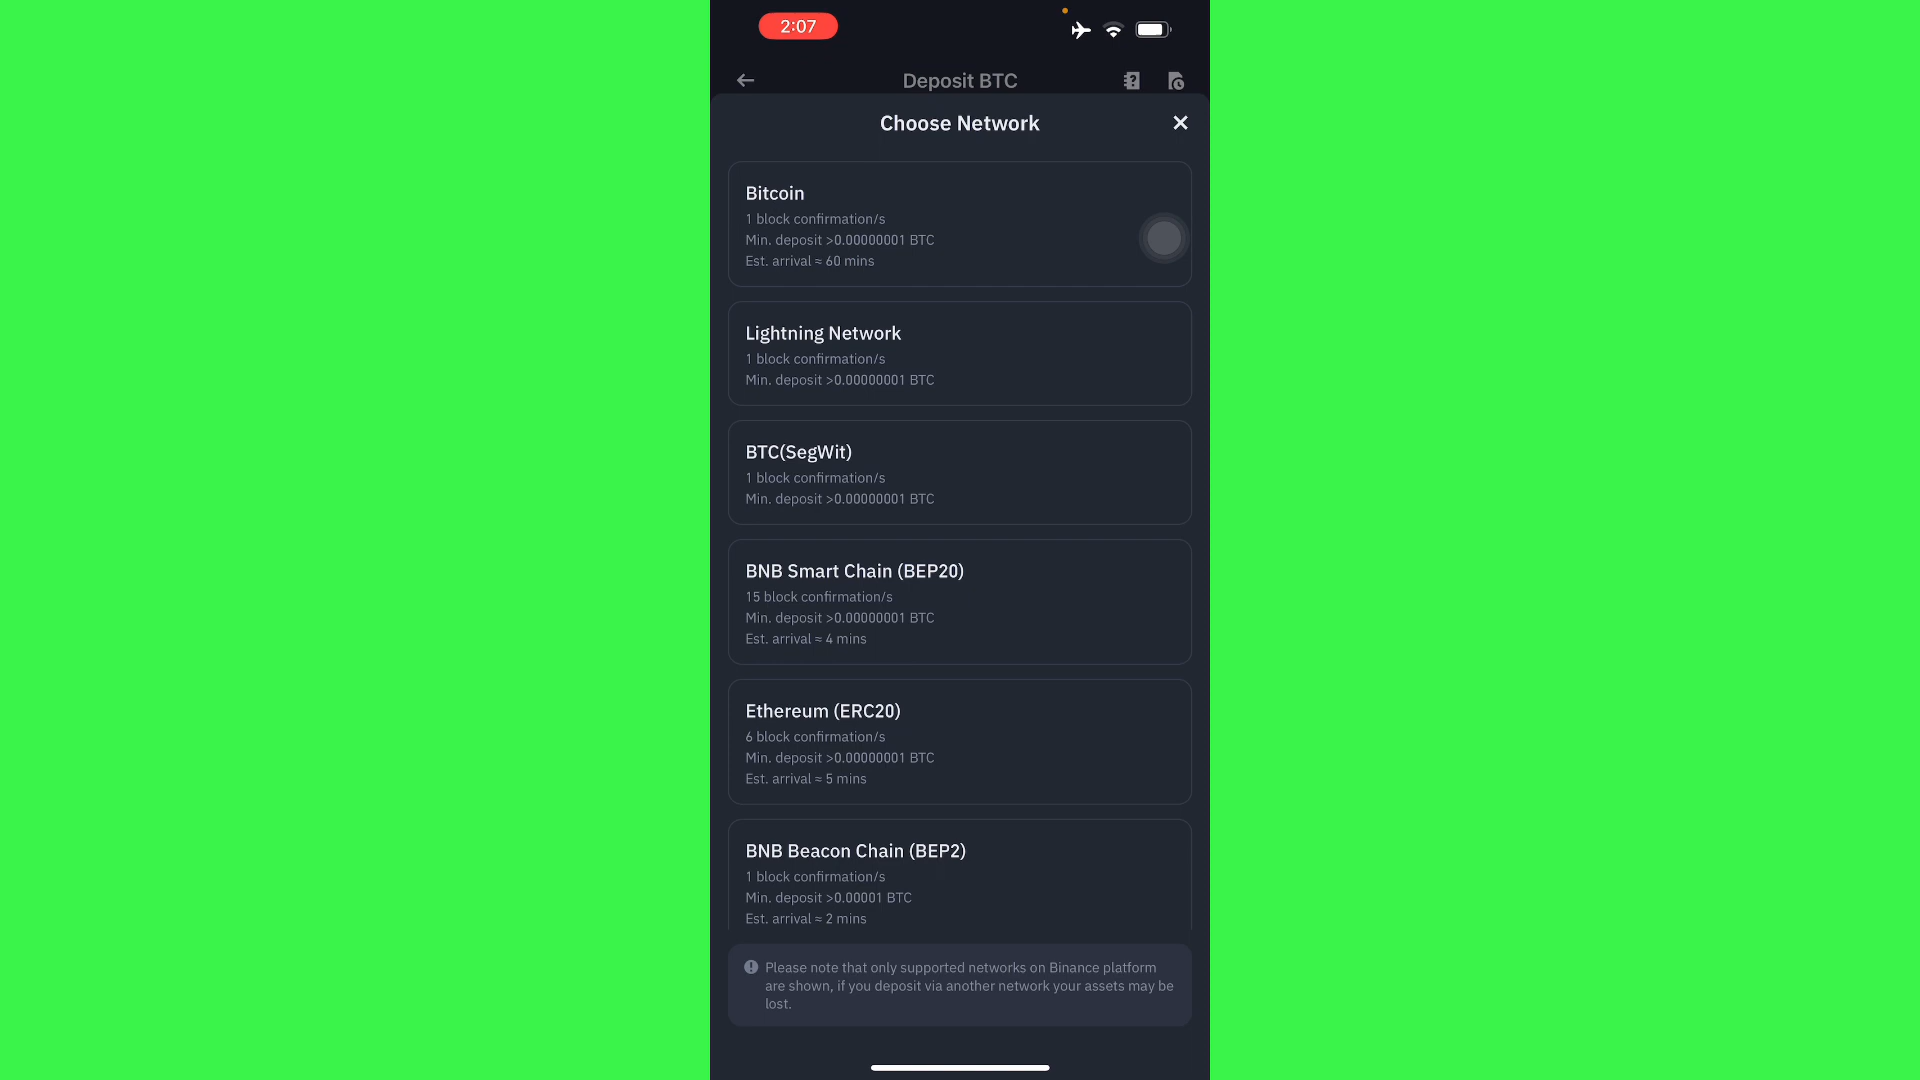 2:07
Deposit BTC
Choose Network
Bitcoin
1 block confirmation/s
Min. deposit >0.00000001 BTC
Est. arrival ≈ 60 mins
Lightning Network
1 block confirmation/s
Min. deposit >0.00000001 BTC
BTC(SegWit)
1 block confirmation/s
Min. deposit >0.00000001 BTC
BNB Smart Chain (BEP20)
15 block confirmation/s
Min. deposit >0.00000001 BTC
Est. arrival ≈ 4 mins
Ethereum (ERC20)
6 block confirmation/s
Min. deposit >0.00000001 BTC
Est. arrival ≈ 5 mins
BNB Beacon Chain (BEP2)
1 block confirmation/s
Min. deposit >0.00001 BTC
Est. arrival ≈ 2 mins
Please note that only supported networks on Binance platform
are shown, if you deposit via another network your assets may be
lost.